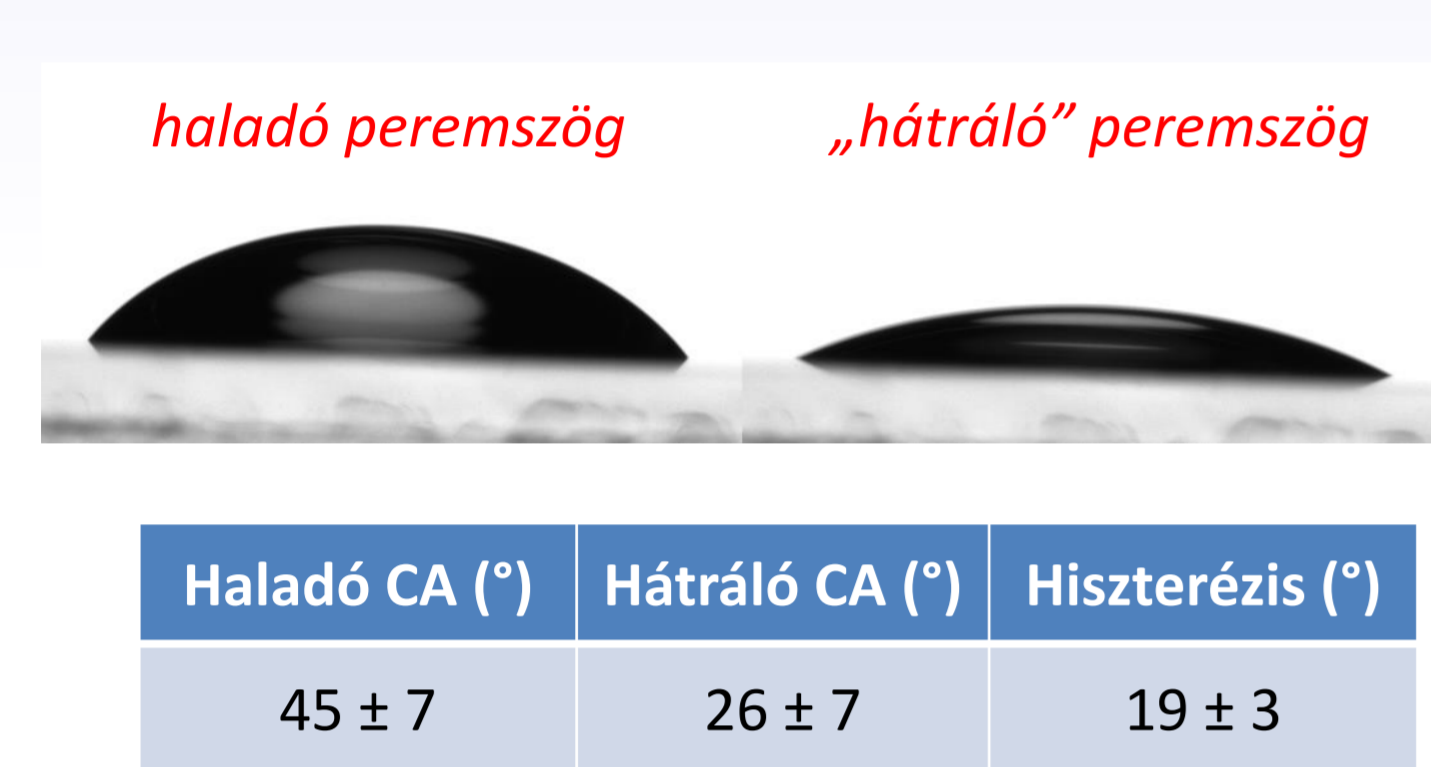 haladó peremszög
„hátráló” peremszög
Haladó CA (°) Hátráló CA (°) Hiszterézis (°)
45 ± 7 26 ± 7 19 ± 3